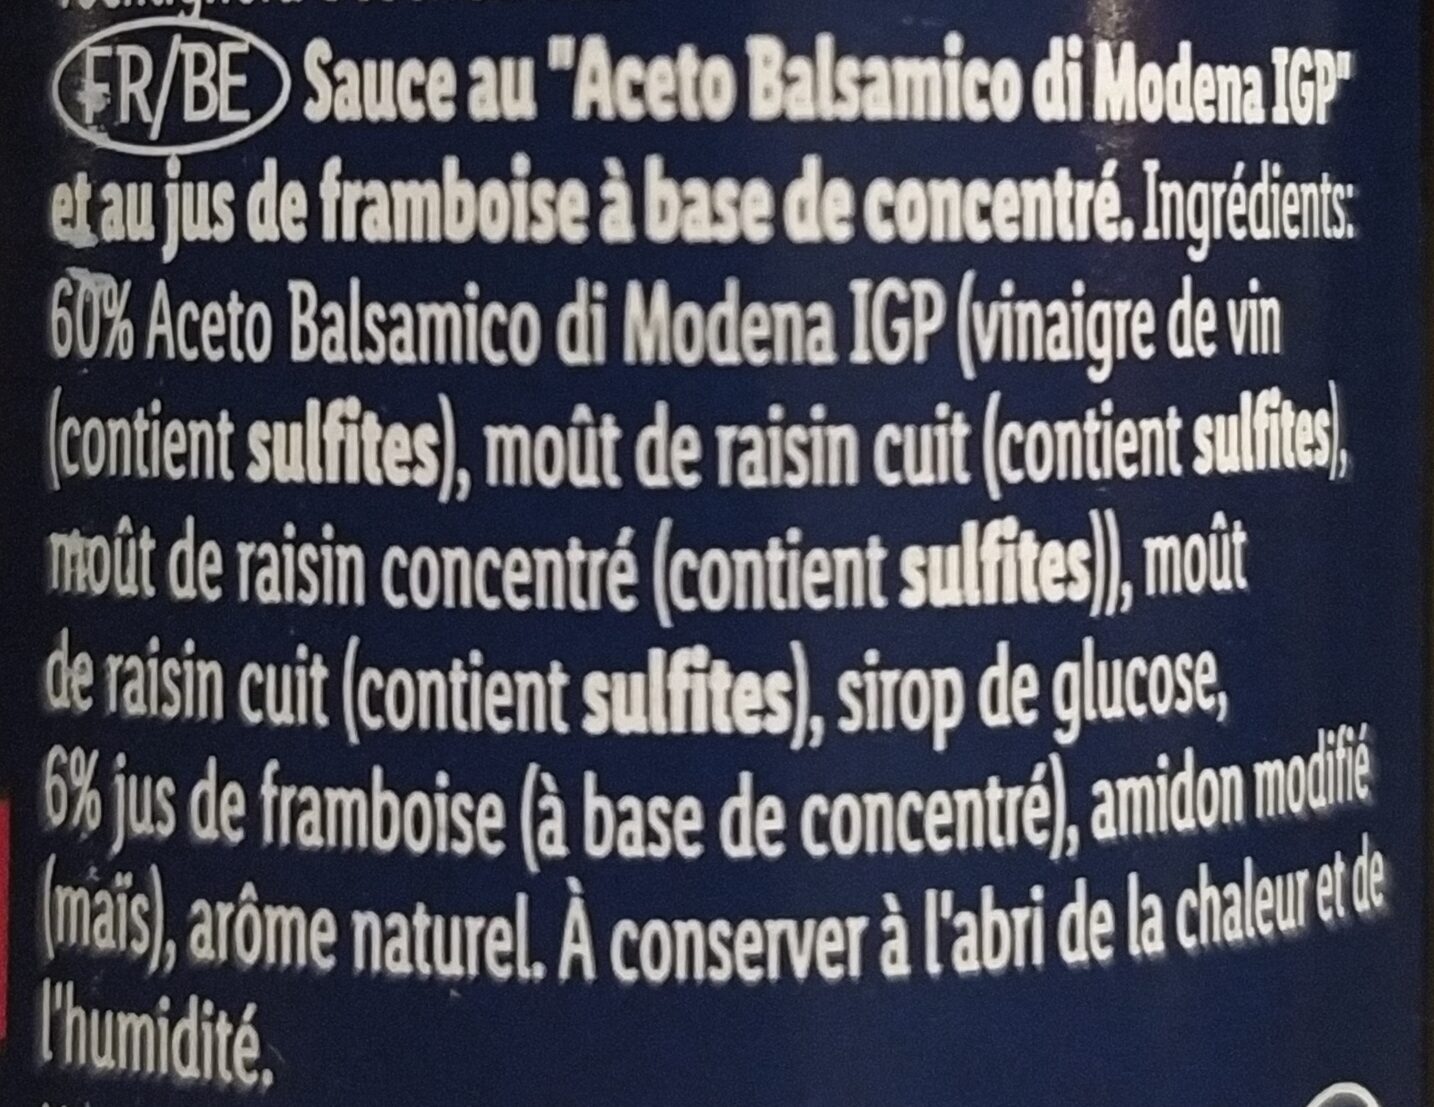 FR/BE Sauce au "Aceto Balsamico di Modena IGP"
et au jus de framboise à base de concentré. Ingrédients:
60% Aceto Balsamico di Modena IGP (vinaigre de vin
(contient sulfites), moût de raisin cuit (contient sulfites),
moût de raisin concentré (contient sulfites)), moût
de raisin cuit (contient sulfites), sirop de glucose,
6% jus de framboise (à base de concentré), amidon modifié
(maïs), arôme naturel. À conserver à l'abri de la chaleur et de
l'humidité.